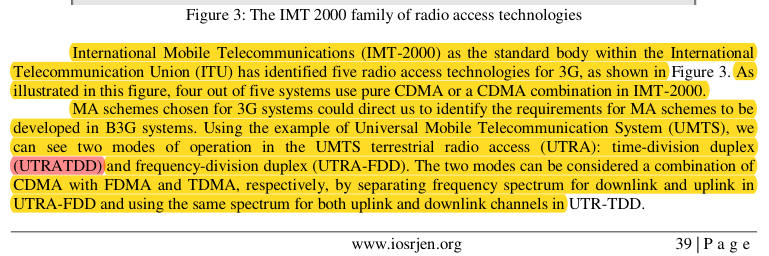 Figure 3: The IMT 2000 family of radio access technologies
International Mobile Telecommunications (IMT-2000) as the standard body within the International
Telecommunication Union (ITU) has identified five radio access technologies for 3G, as shown in Figure 3. As
illustrated in this figure, four out of five systems use pure CDMA or a CDMA combination in IMT-2000.
MA schemes chosen for 3G systems could direct us to identify the requirements for MA schemes to be
developed in B3G systems. Using the example of Universal Mobile Telecommunication System (UMTS), we
can see two modes of operation in the UMTS terrestrial radio access (UTRA): time-division duplex
(UTRATDD) and frequency-division duplex (UTRA-FDD). The two modes can be considered a combination of
CDMA with FDMA and TDMA, respectively, by separating frequency spectrum for downlink and uplink in
UTRA-FDD and using the same spectrum for both uplink and downlink channels in UTR-TDD.
www.iosrjen.org 39 | P a g e